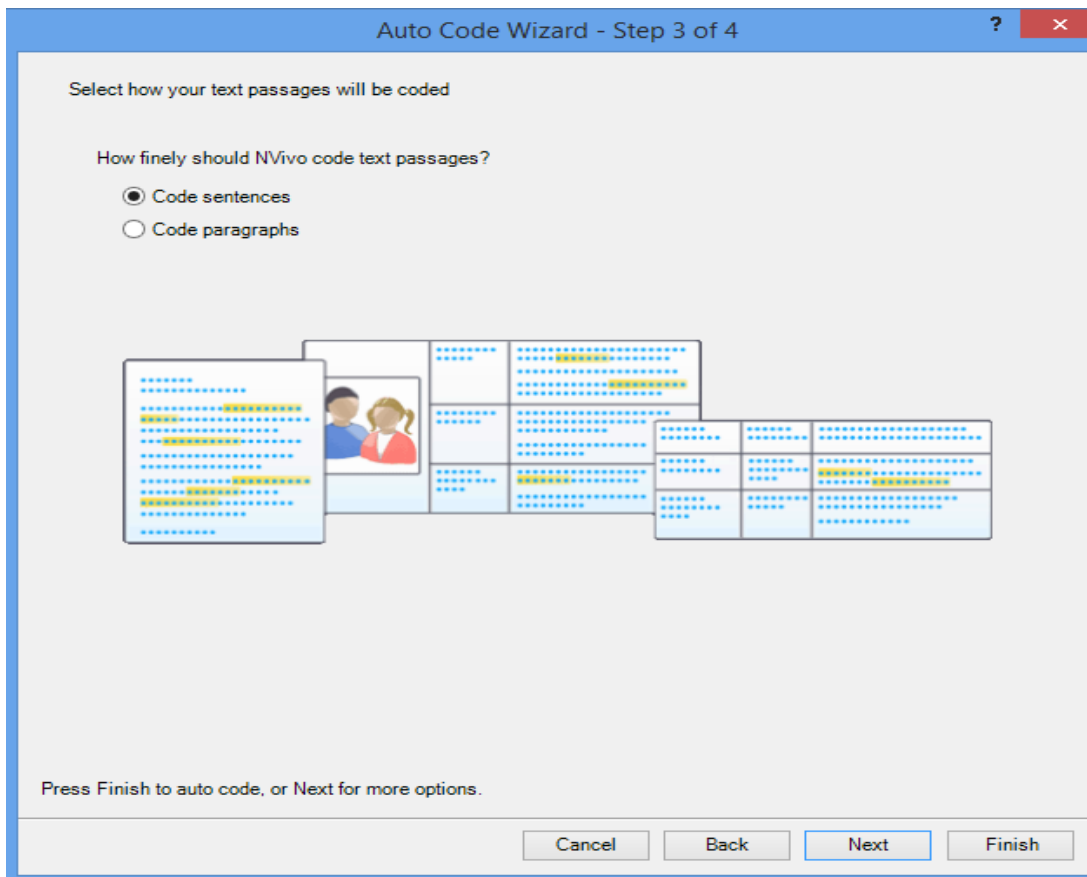 Auto Code Wizard - Step 3 of 4
?
Select how your text passages will be coded
How finely should NVivo code text passages?
Code sentences
Code paragraphs
Press Finish to auto code, or Next for more options.
Cancel Back Next Finish